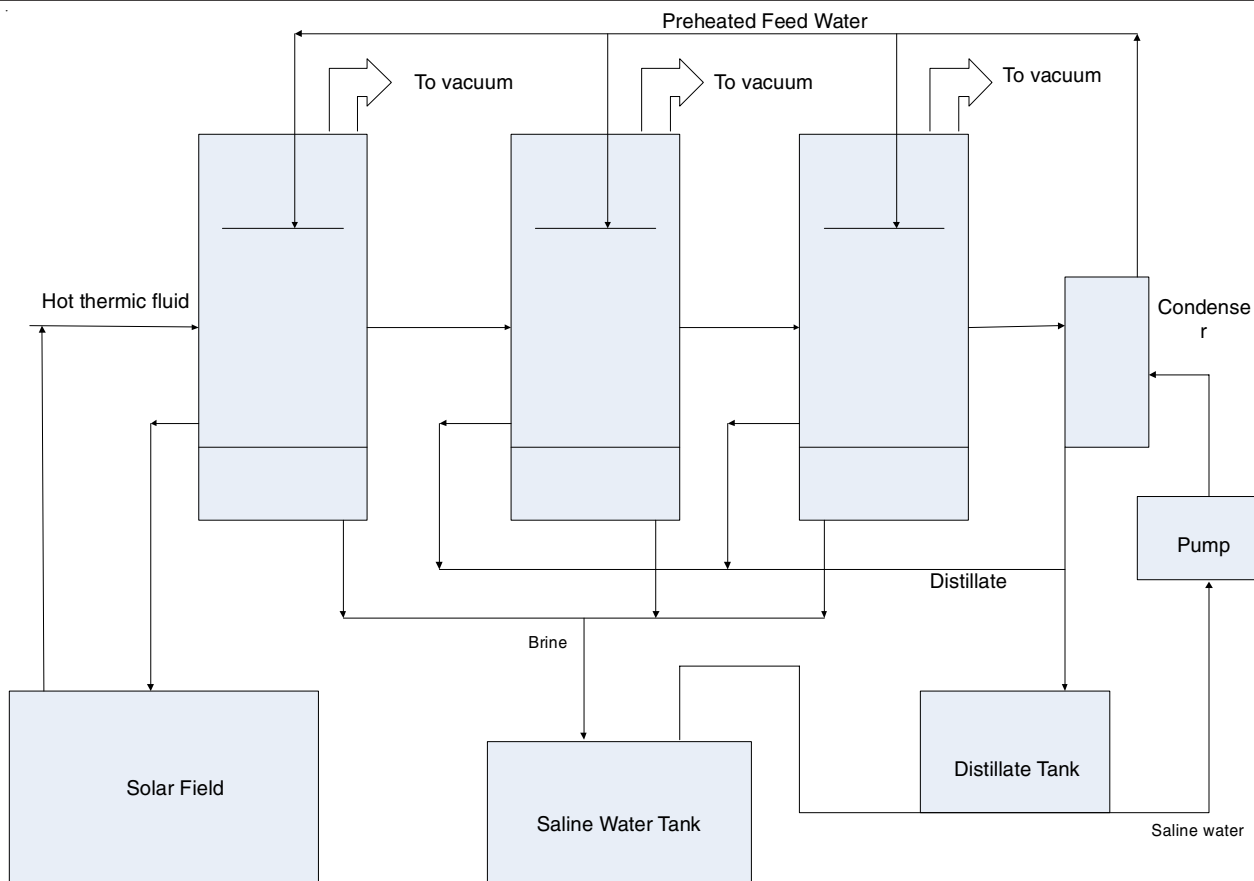 Preheated Feed Water
To vacuum
To vacuum
To vacuum
Hot thermic fluid
Condense
r
Pump
Distillate
Brine
Solar Field
Saline Water Tank
Distillate Tank
Saline water